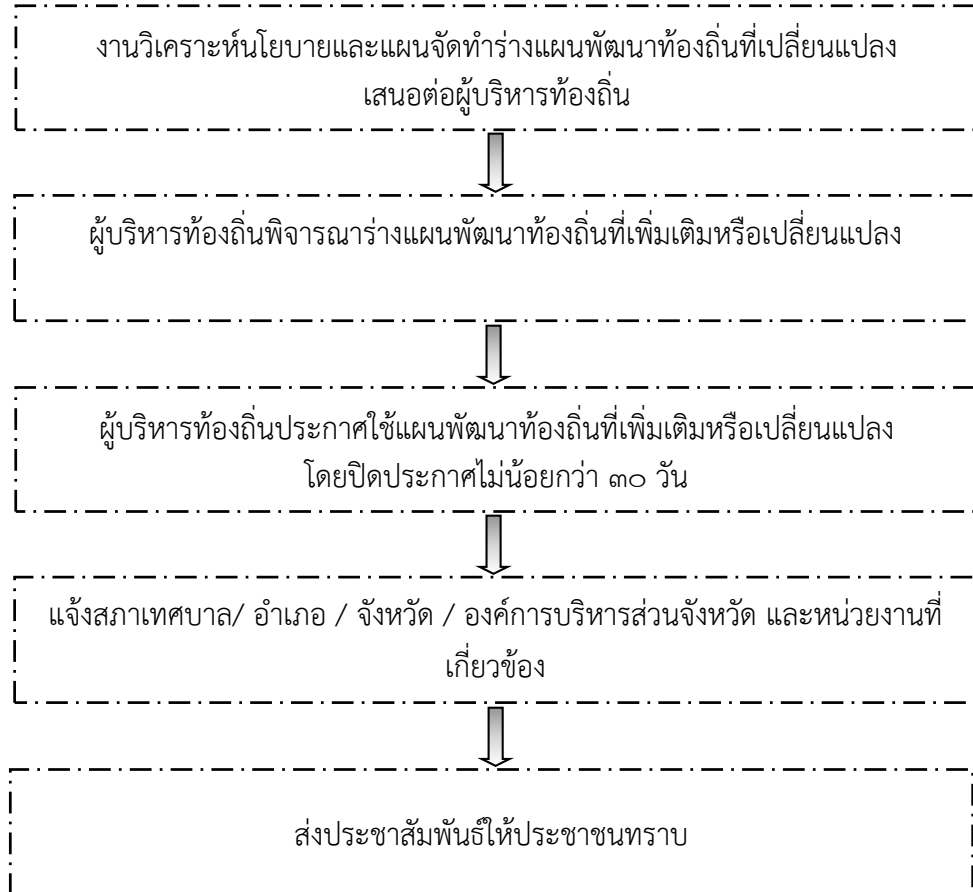 งานวิเคราะห์นโยบายและแผนจัดทำร่างแผนพัฒนาท้องถิ่นที่เปลี่ยนแปลง
เสนอต่อผู้บริหารท้องถิ่น
ผู้บริหารท้องถิ่นพิจารณาร่างแผนพัฒนาท้องถิ่นที่เพิ่มเติมหรือเปลี่ยนแปลง
ผู้บริหารท้องถิ่นประกาศใช้แผนพัฒนาท้องถิ่นที่เพิ่มเติมหรือเปลี่ยนแปลง
โดยปิดประกาศไม่น้อยกว่า ๓๐ วัน
แจ้งสภาเทศบาล/ อำเภอ / จังหวัด / องค์การบริหารส่วนจังหวัด และหน่วยงานที่
เกี่ยวข้อง
ส่งประชาสัมพันธ์ให้ประชาชนทราบ